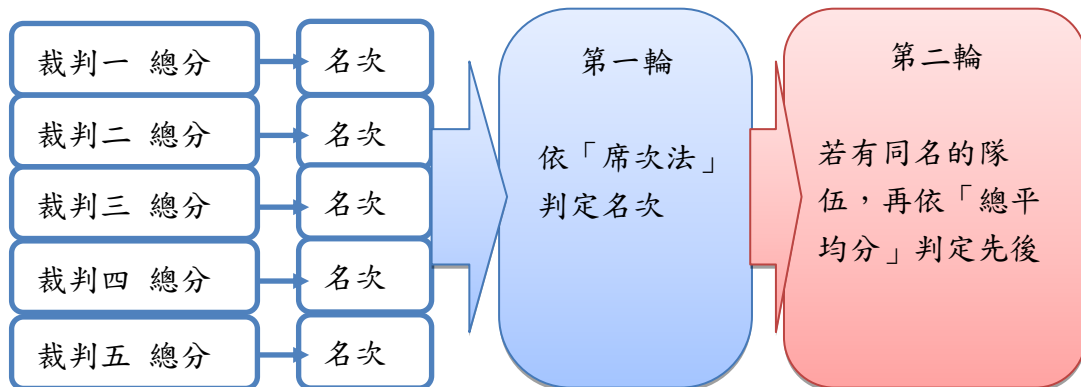 裁判一 總分
名次
裁判二 總分
名次
裁判三 總分
名次
裁判四 總分
名次
裁判五 總分
名次
第一輪
依「席次法」
判定名次
第二輪
若有同名的隊
伍，再依「總平
均分」判定先後